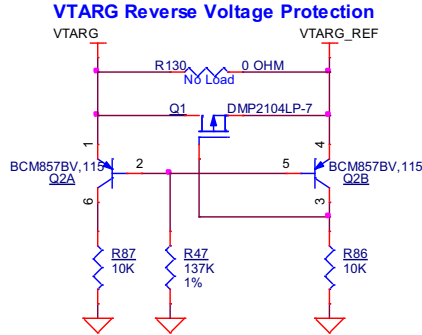 VTARG Reverse Voltage Protection
VTARG VTARG_REF
R130 0 OHM
No Load
Q1 DMP2104LP-7
1 4
BCM857BV,115 2 5 BCM857BV,115
Q2A Q2B
6 3
R87 R47 R86
10K 137K 10K
1%